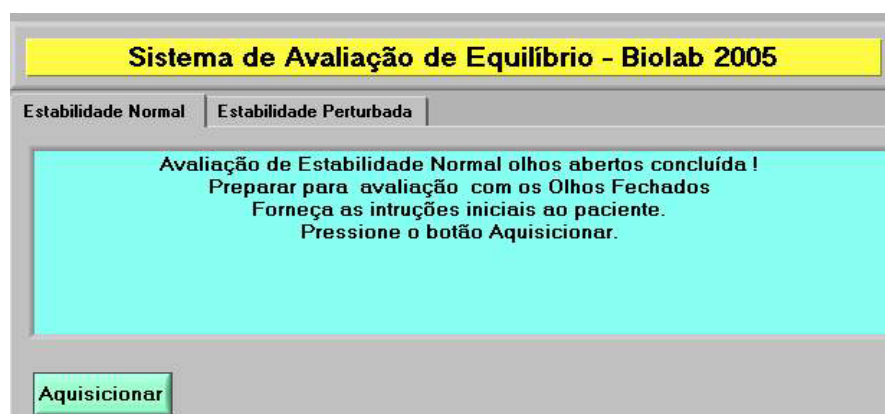 Sistema de Avaliação de Equilíbrio - Biolab 2005
Estabilidade Normal Estabilidade Perturbada
Avaliação de Estabilidade Normal olhos abertos concluída !
Preparar para avaliação com os Olhos Fechados
Forneça as intruções iniciais ao paciente.
Pressione o botão Aquisicionar.
Aquisicionar